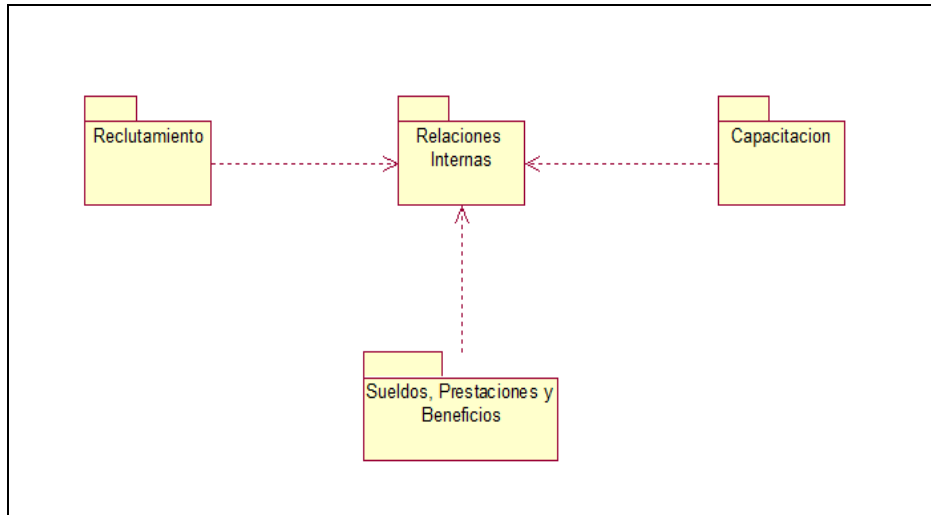 Reclutamiento
Relaciones
Internas
Capacitacion
Sueldos, Prestaciones y
Beneficios